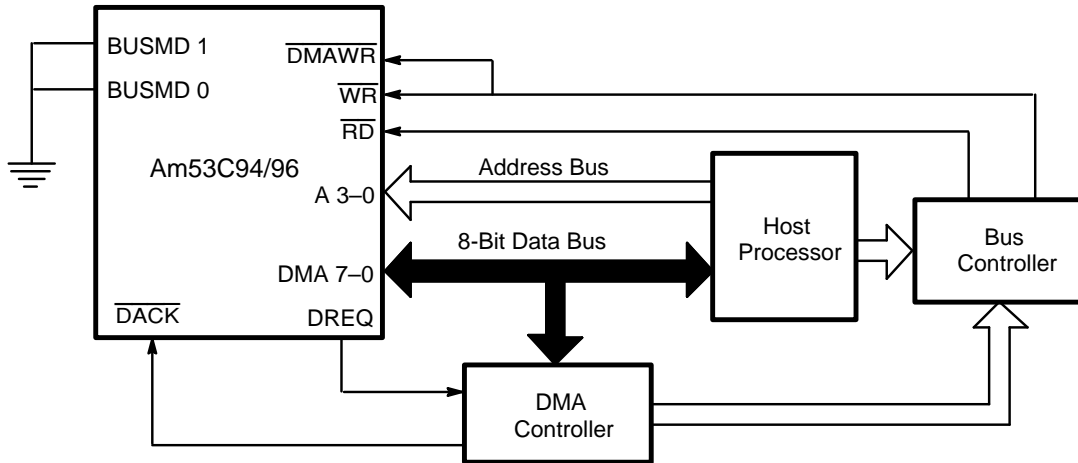 BUSMD 1
BUSMD 0
Am53C94/96
DMAWR
WR
RD
A 3–0
DMA 7–0
DACK
DREQ
Address Bus
8-Bit Data Bus
Host
Processor
Bus
Controller
DMA
Controller